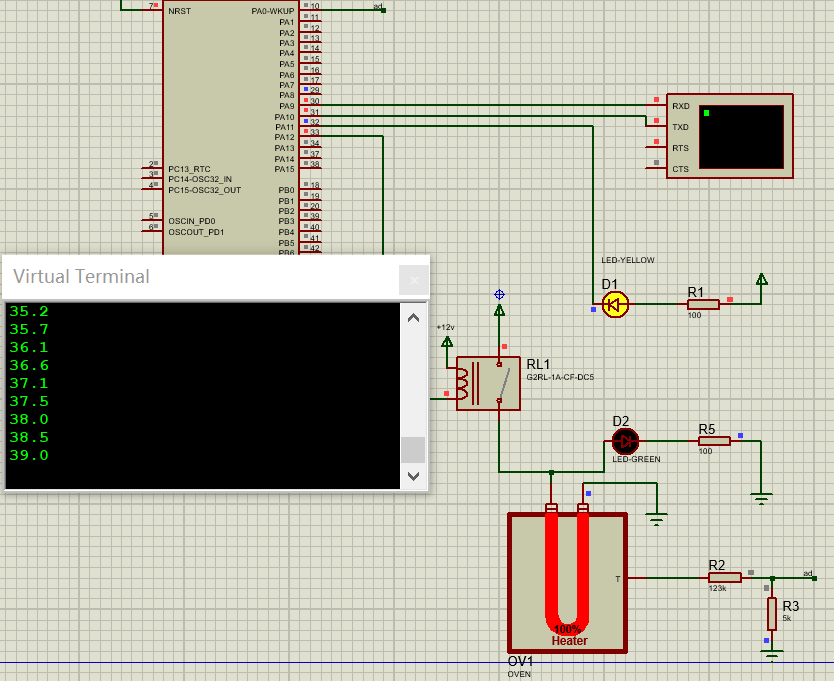 7
NRST
PA0-WKUP
10
ad
PA1
11
PA2
12
PA3
13
PA4
14
PA5
15
PA6
16
PA7
17
PA8
29
PA9
30
PA10
31
PA11
32
PA12
33
PA13
34
PA14
37
PA15
38
RXD
TXD
RTS
CTS
2
PC13_RTC
3
PC14-OSC32_IN
4
PC15-OSC32_OUT
PB0
18
PB1
19
PB2
20
PB3
39
PB4
40
PB5
41
PB6
42
5
OSCIN_PD0
6
OSCOUT_PD1
Virtual Terminal
35.2
35.7
36.1
36.6
37.1
37.5
38.0
38.5
39.0
LED-YELLOW
D1
R1
100
+12v
RL1
G2RL-1A-CF-DC5
D2
LED-GREEN
R5
100
T
100%
Heater
OV1
OVEN
R2
123k
ad
R3
5k